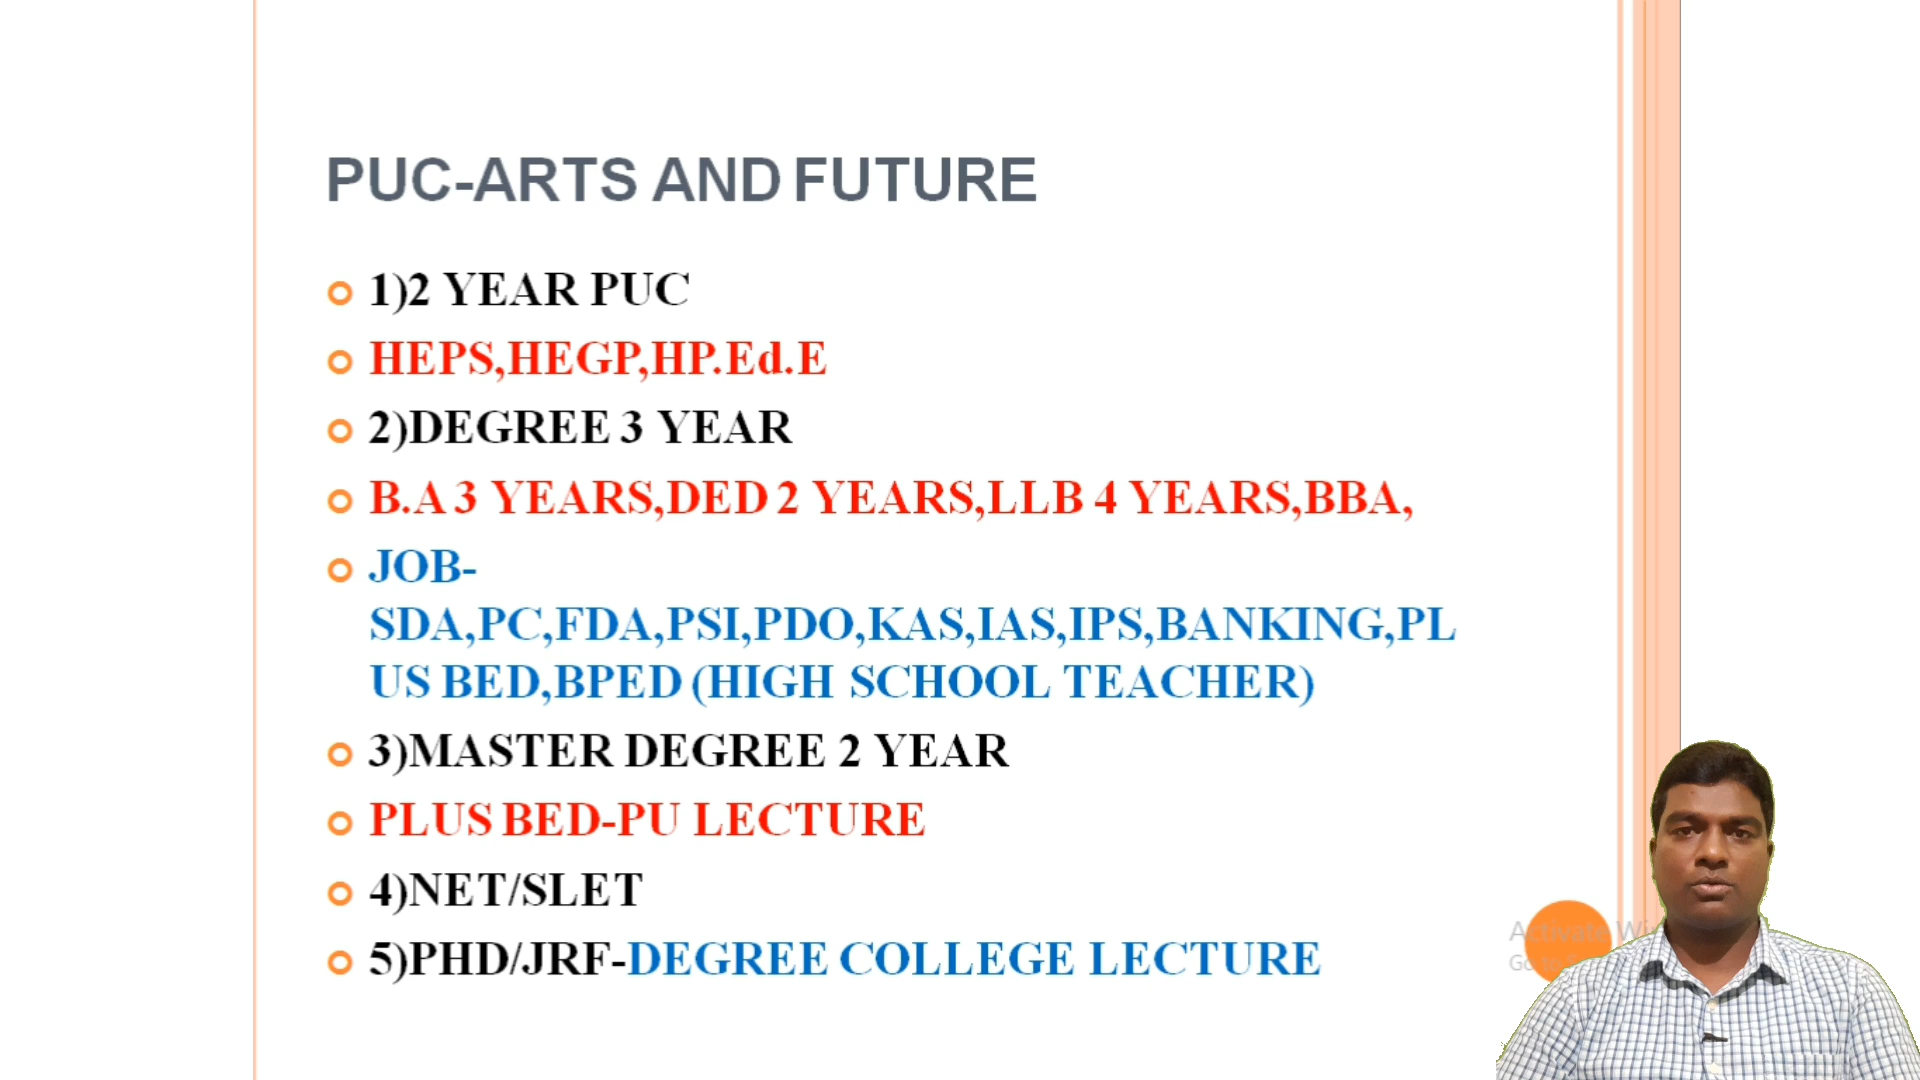 PUC-ARTS AND FUTURE
1)2 YEAR PUC
HEPS,HEGP,HP.Ed.E
2)DEGREE 3 YEAR
B.A 3 YEARS,DED 2 YEARS,LLB 4 YEARS,BBA,
JOB-
SDA,PC,FDA,PSI,PDO,KAS,IAS,IPS,BANKING,PL
US BED,BPED (HIGH SCHOOL TEACHER)
3)MASTER DEGREE 2 YEAR
PLUS BED-PU LECTURE
4)NET/SLET
5)PHD/JRF-DEGREE COLLEGE LECTURE
Activate
Go to